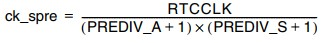 ck_spre = RTCCLK
(PREDIV_A + 1) × (PREDIV_S + 1)